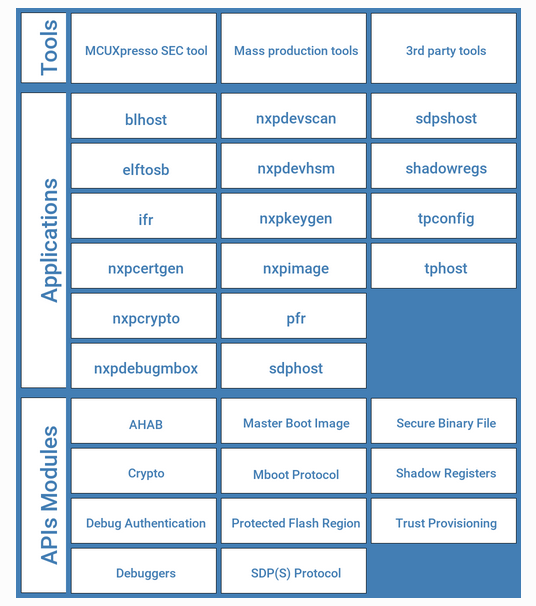 Tools
MCUXpresso SEC tool
Mass production tools
3rd party tools
Applications
blhost
nxpdevscan
sdpshost
elftosb
nxpdevhsm
shadowregs
ifr
nxpkeygen
tpconfig
nxpcertgen
nxpimage
tphost
nxpcrypto
pfr
nxpdebugmbox
sdphost
APIs Modules
AHAB
Master Boot Image
Secure Binary File
Crypto
Mboot Protocol
Shadow Registers
Debug Authentication
Protected Flash Region
Trust Provisioning
Debuggers
SDP(S) Protocol